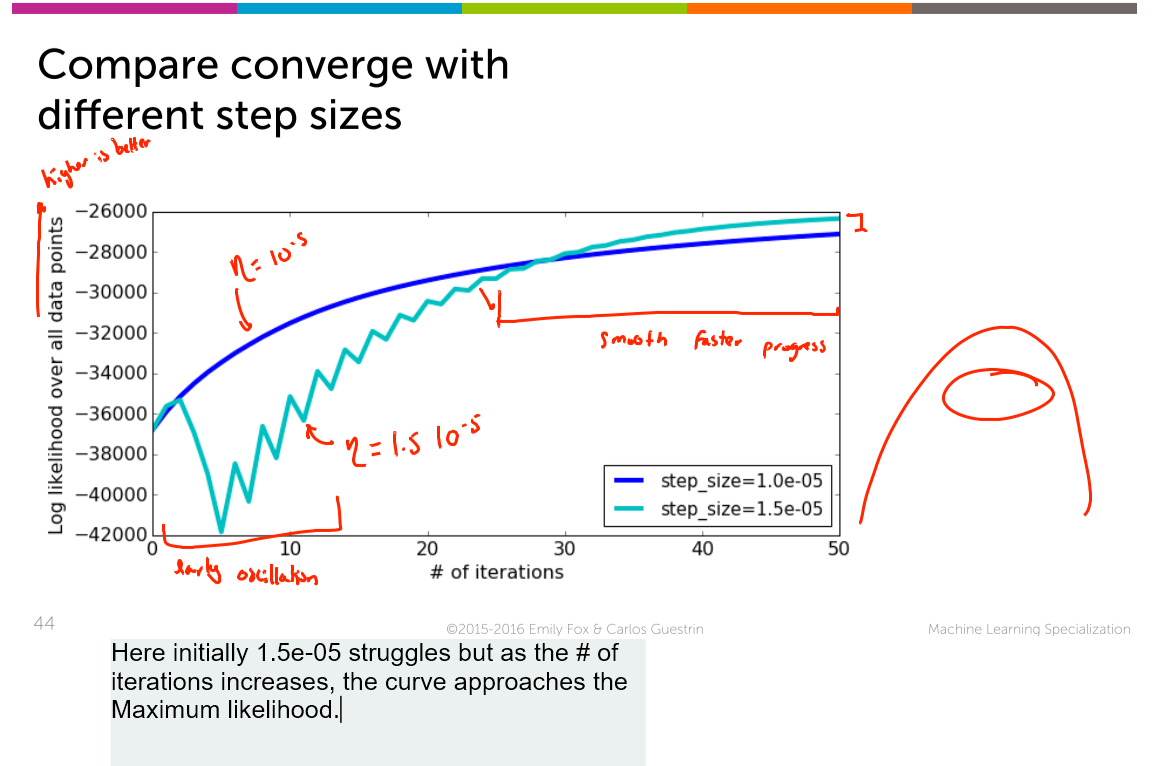 Compare converge with
different step sizes
higher is better
Log likelihood over all data points
−26000
−28000
−30000
−32000
−34000
−36000
−38000
−40000
−42000
η = 10⁻⁵
smooth faster progress
η = 1.5 10⁻⁵
step_size=1.0e-05
step_size=1.5e-05
0 10 20 30 40 50
# of iterations
early oscillation
44
©2015-2016 Emily Fox & Carlos Guestrin
Machine Learning Specialization
Here initially 1.5e-05 struggles but as the # of
iterations increases, the curve approaches the
Maximum likelihood.